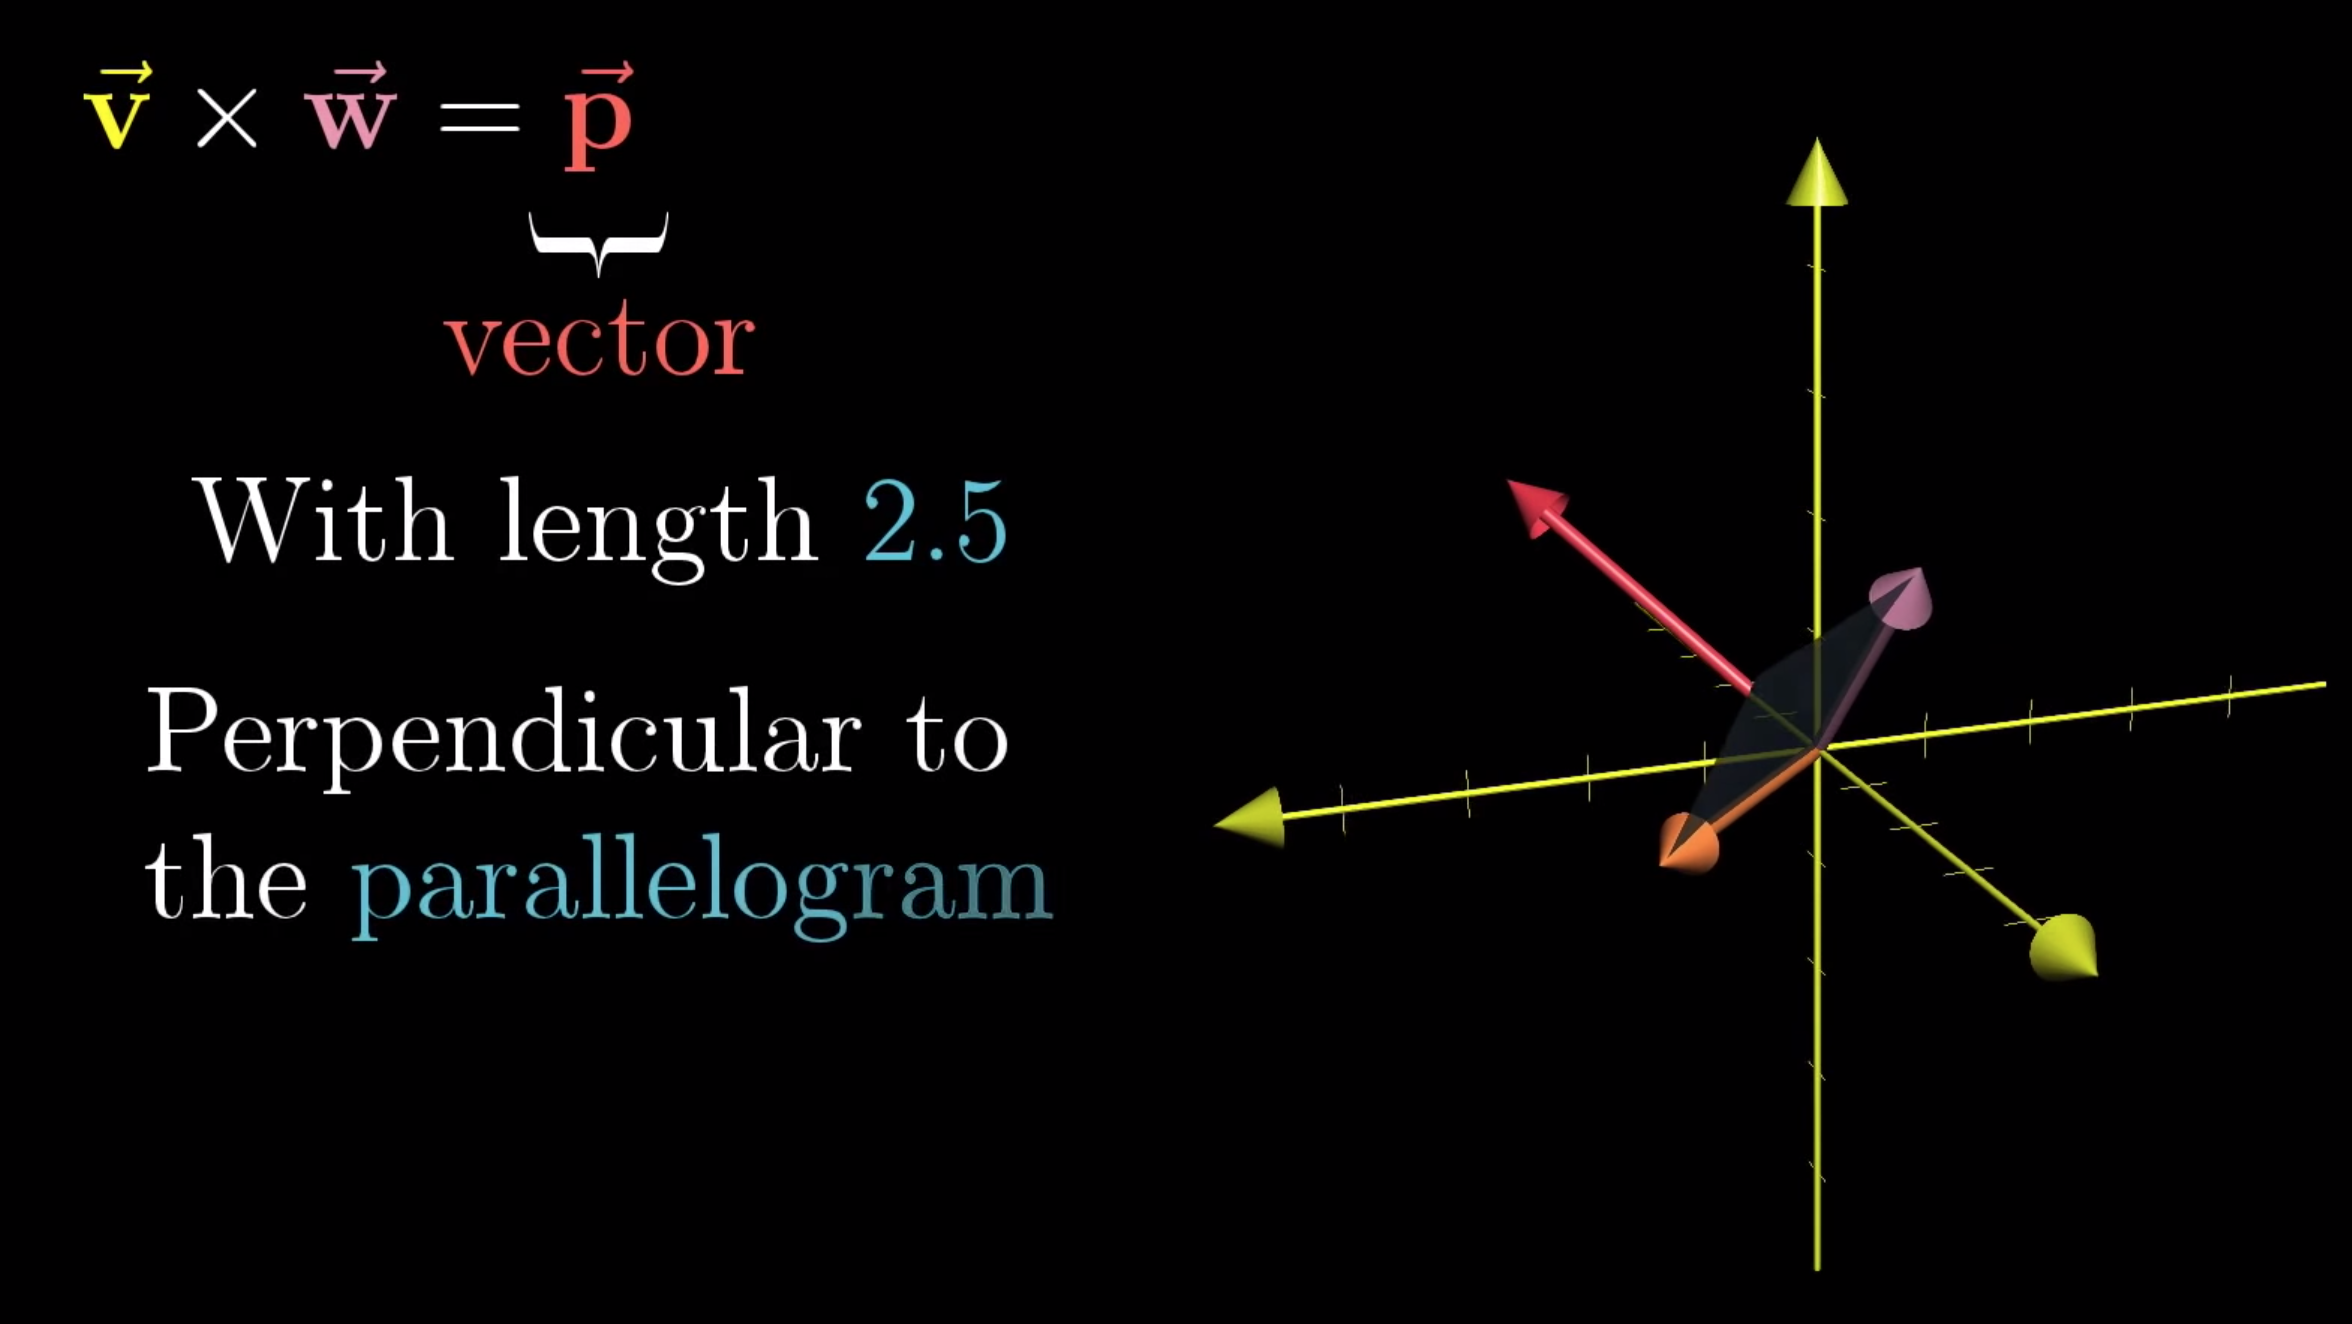 v⃗ × w⃗ = p⃗
vector
With length 2.5
Perpendicular to
the parallelogram